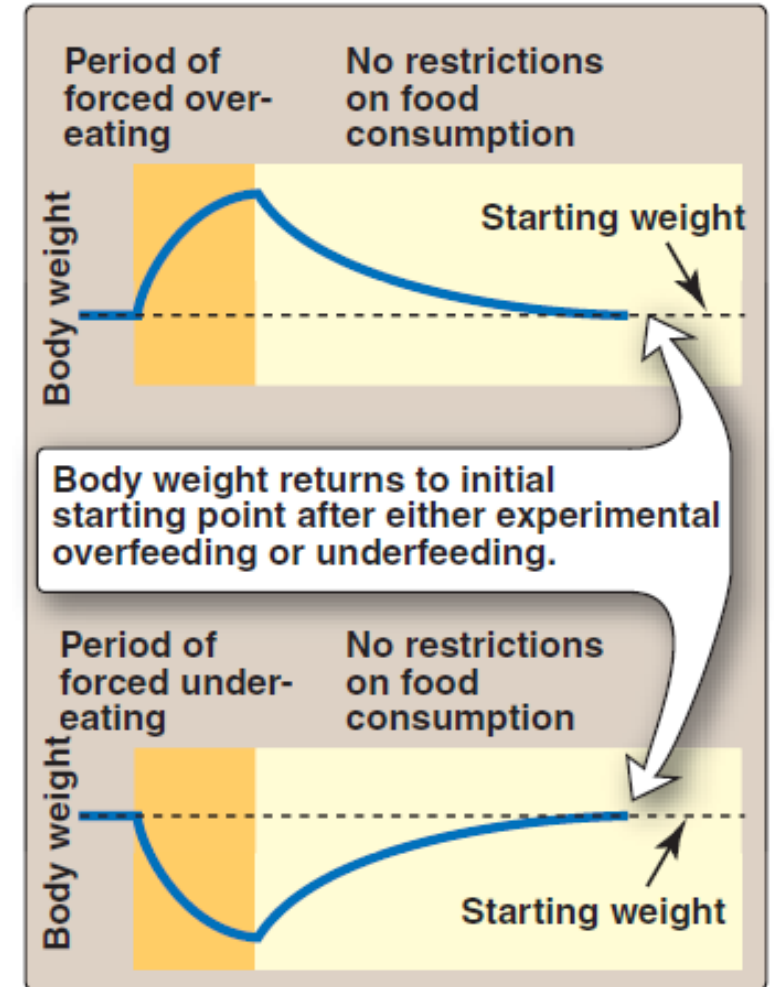 Period of
forced over-
eating
No restrictions
on food
consumption
Body weight
Starting weight
Body weight returns to initial
starting point after either experimental
overfeeding or underfeeding.
Period of
forced under-
eating
No restrictions
on food
consumption
Body weight
Starting weight